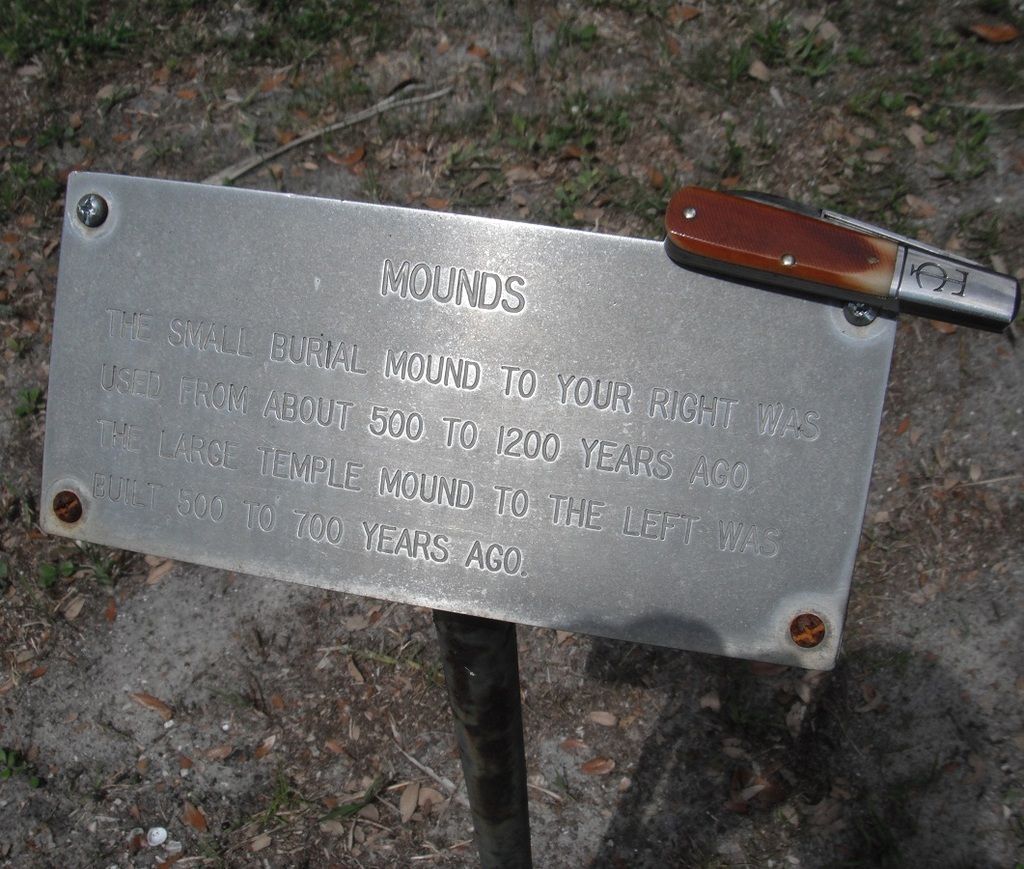 MOUNDS
THE SMALL BURIAL MOUND TO YOUR RIGHT WAS
USED FROM ABOUT 500 TO 1200 YEARS AGO.
THE LARGE TEMPLE MOUND TO THE LEFT WAS
BUILT 500 TO 700 YEARS AGO.